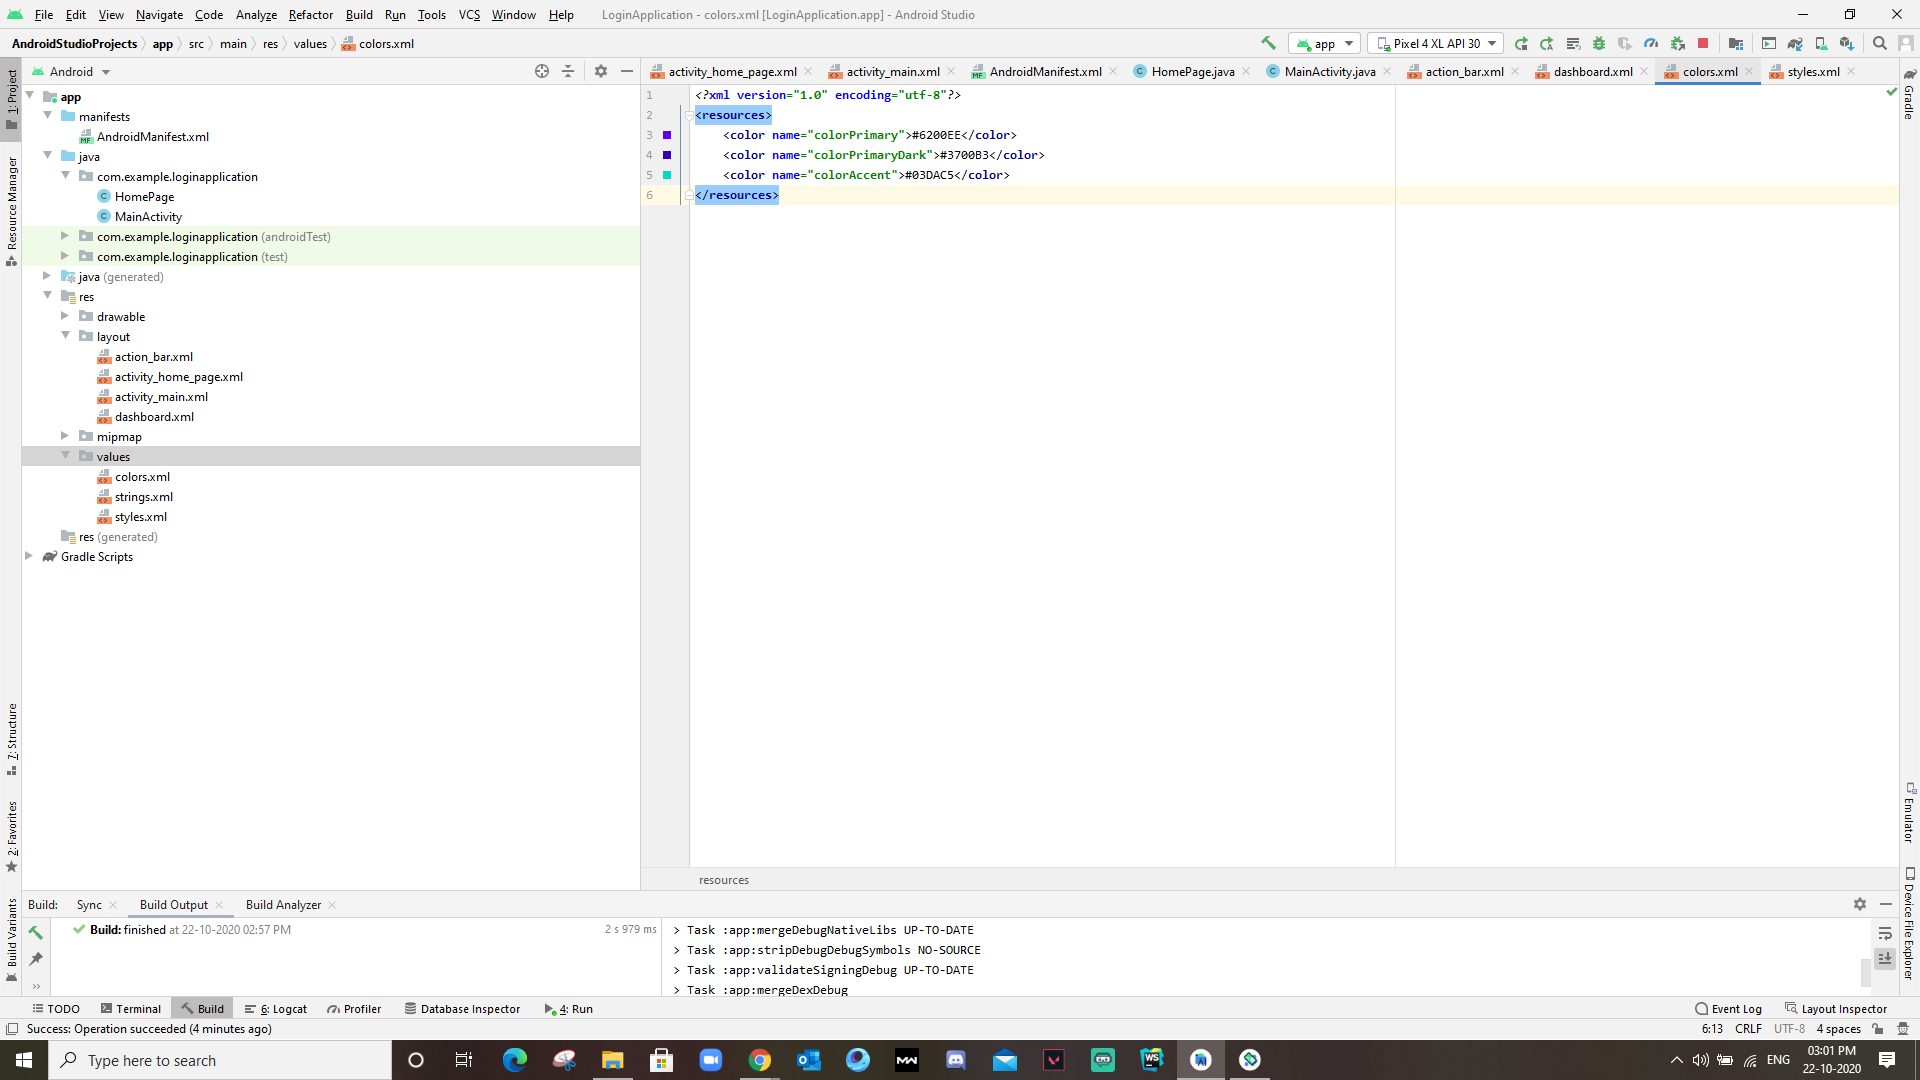 File Edit View Navigate Code Analyze Refactor Build Run Tools VCS Window Help LoginApplication - colors.xml [LoginApplication.app] - Android Studio
AndroidStudioProjects app src main res values colors.xml app Pixel 4 XL API 30
Android
activity_home_page.xml activity_main.xml AndroidManifest.xml HomePage.java MainActivity.java action_bar.xml dashboard.xml colors.xml styles.xml
1: Project
Resource Manager
7: Structure
2: Favorites
Build Variants
app
manifests
AndroidManifest.xml
java
com.example.loginapplication
HomePage
MainActivity
com.example.loginapplication (androidTest)
com.example.loginapplication (test)
java (generated)
res
drawable
layout
action_bar.xml
activity_home_page.xml
activity_main.xml
dashboard.xml
mipmap
values
colors.xml
strings.xml
styles.xml
res (generated)
Gradle Scripts
1 <?xml version="1.0" encoding="utf-8"?>
2 <resources>
3 <color name="colorPrimary">#6200EE</color>
4 <color name="colorPrimaryDark">#3700B3</color>
5 <color name="colorAccent">#03DAC5</color>
6 </resources>
resources
Gradle
Emulator
Device File Explorer
Build: Sync Build Output Build Analyzer
Build: finished at 22-10-2020 02:57 PM 2 s 979 ms
> Task :app:mergeDebugNativeLibs UP-TO-DATE
> Task :app:stripDebugDebugSymbols NO-SOURCE
> Task :app:validateSigningDebug UP-TO-DATE
> Task :app:mergeDexDebug
TODO Terminal Build 6: Logcat Profiler Database Inspector 4: Run Event Log Layout Inspector
Success: Operation succeeded (4 minutes ago) 6:13 CRLF UTF-8 4 spaces
Type here to search
WS
ENG
03:01 PM
22-10-2020